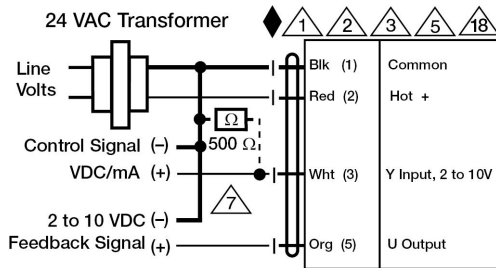 24 VAC Transformer
1 2 3 5 18
Line Volts
Blk (1) Common
Red (2) Hot +
Ω
500 Ω
Control Signal (-)
VDC/mA (+)
Wht (3) Y Input, 2 to 10V
7
2 to 10 VDC (-)
Feedback Signal (+)
Org (5) U Output